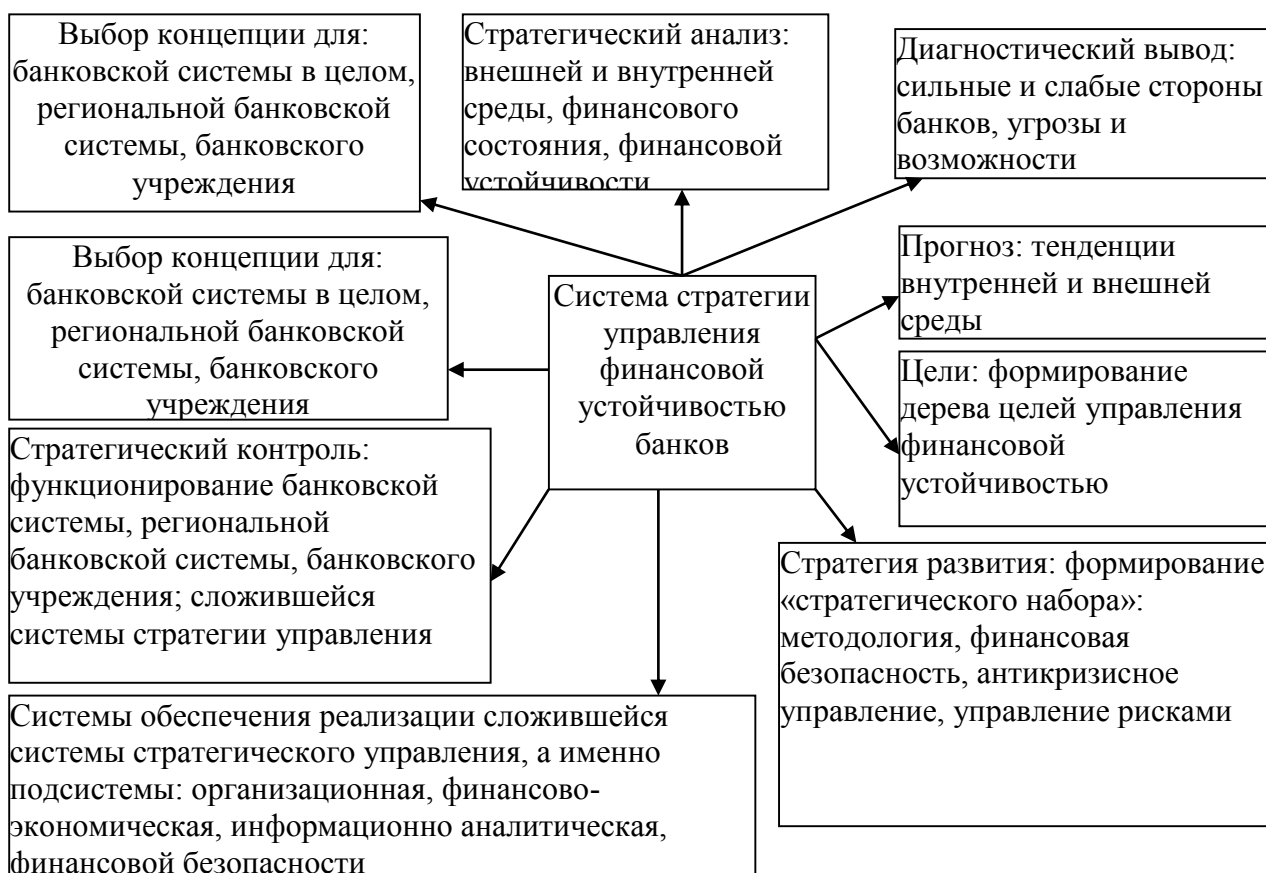 Выбор концепции для:
банковской системы в целом,
региональной банковской
системы, банковского
учреждения
Стратегический анализ:
внешней и внутренней
среды, финансового
состояния, финансовой
устойчивости
Диагностический вывод:
сильные и слабые стороны
банков, угрозы и
возможности
Выбор концепции для:
банковской системы в целом,
региональной банковской
системы, банковского
учреждения
Система стратегии
управления
финансовой
устойчивостью
банков
Прогноз: тенденции
внутренней и внешней
среды
Цели: формирование
дерева целей управления
финансовой
устойчивостью
Стратегический контроль:
функционирование банковской
системы, региональной
банковской системы, банковского
учреждения; сложившейся
системы стратегии управления
Стратегия развития: формирование
«стратегического набора»:
методология, финансовая
безопасность, антикризисное
управление, управление рисками
Системы обеспечения реализации сложившейся
системы стратегического управления, а именно
подсистемы: организационная, финансово-
экономическая, информационно аналитическая,
финансовой безопасности